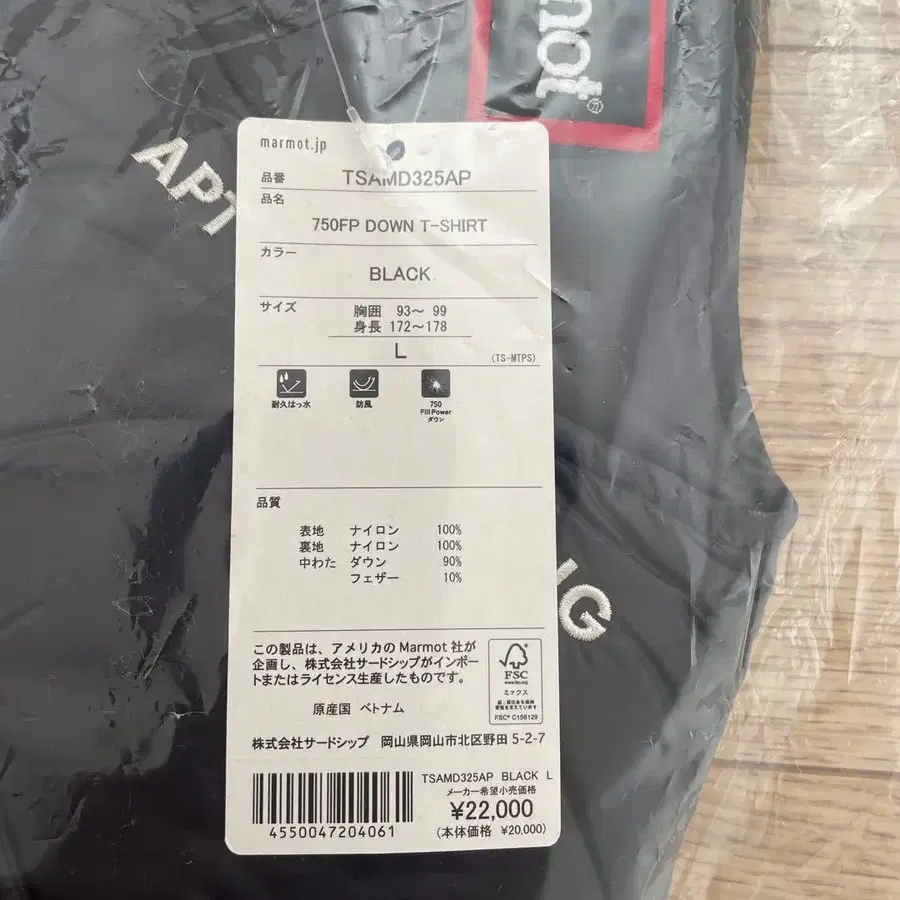 mot®
APT
marmot.jp
品番 TSAMD325AP
品名
750FP DOWN T-SHIRT
カラー
BLACK
サイズ 胸囲 93～ 99
身長 172～178
L (TS-MTPS)
耐久はっ水 防風 750
Fill Power
ダウン
品質
表地 ナイロン 100%
裏地 ナイロン 100%
中わた ダウン 90%
フェザー 10%
NG
この製品は、アメリカのMarmot社が
企画し、株式会社サードシップがインポー
トまたはライセンス生産したものです。
原産国 ベトナム
FSC
www.fsc.org
ミックス
FSC® C156129
株式会社サードシップ 岡山県岡山市北区野田 5-2-7
TSAMD325AP BLACK L
メーカー希望小売価格
¥22,000
(本体価格 ¥20,000)
4550047204061